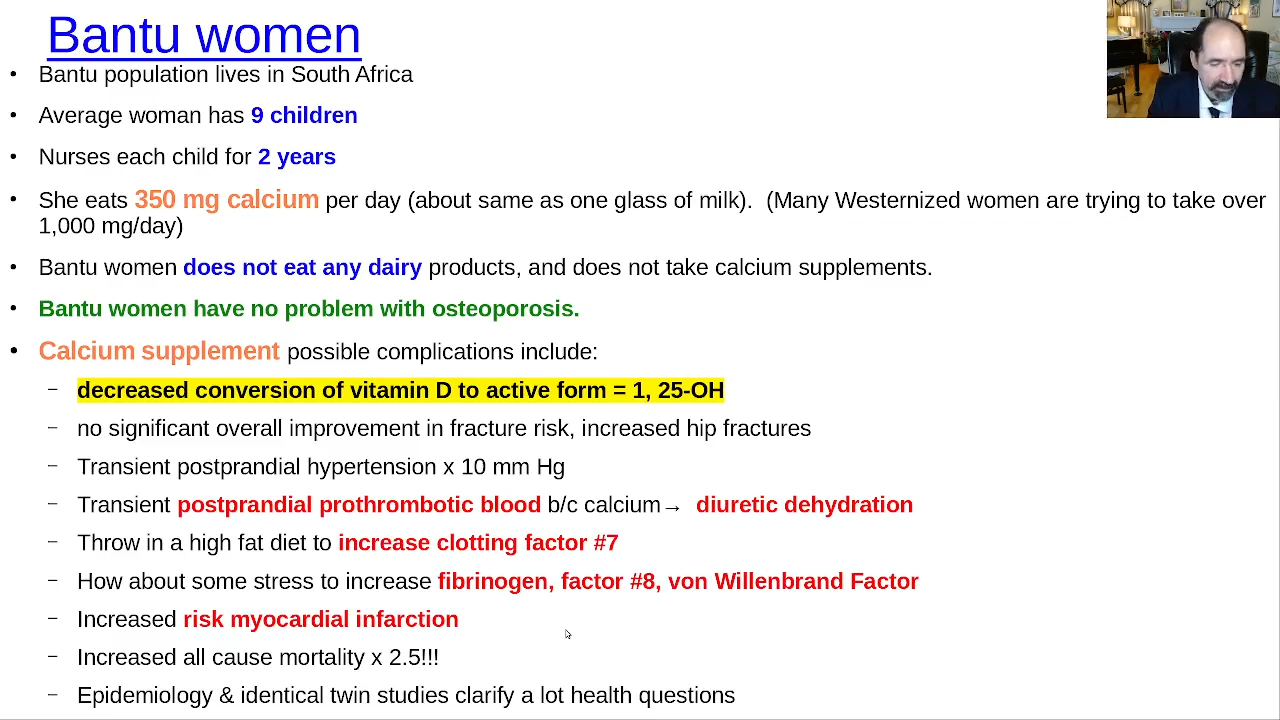 Bantu women
• Bantu population lives in South Africa
• Average woman has 9 children
• Nurses each child for 2 years
• She eats 350 mg calcium per day (about same as one glass of milk).  (Many Westernized women are trying to take over
1,000 mg/day)
• Bantu women does not eat any dairy products, and does not take calcium supplements.
• Bantu women have no problem with osteoporosis.
• Calcium supplement possible complications include:
– decreased conversion of vitamin D to active form = 1, 25-OH
– no significant overall improvement in fracture risk, increased hip fractures
– Transient postprandial hypertension x 10 mm Hg
– Transient postprandial prothrombotic blood b/c calcium→ diuretic dehydration
– Throw in a high fat diet to increase clotting factor #7
– How about some stress to increase fibrinogen, factor #8, von Willenbrand Factor
– Increased risk myocardial infarction
– Increased all cause mortality x 2.5!!!
– Epidemiology & identical twin studies clarify a lot health questions